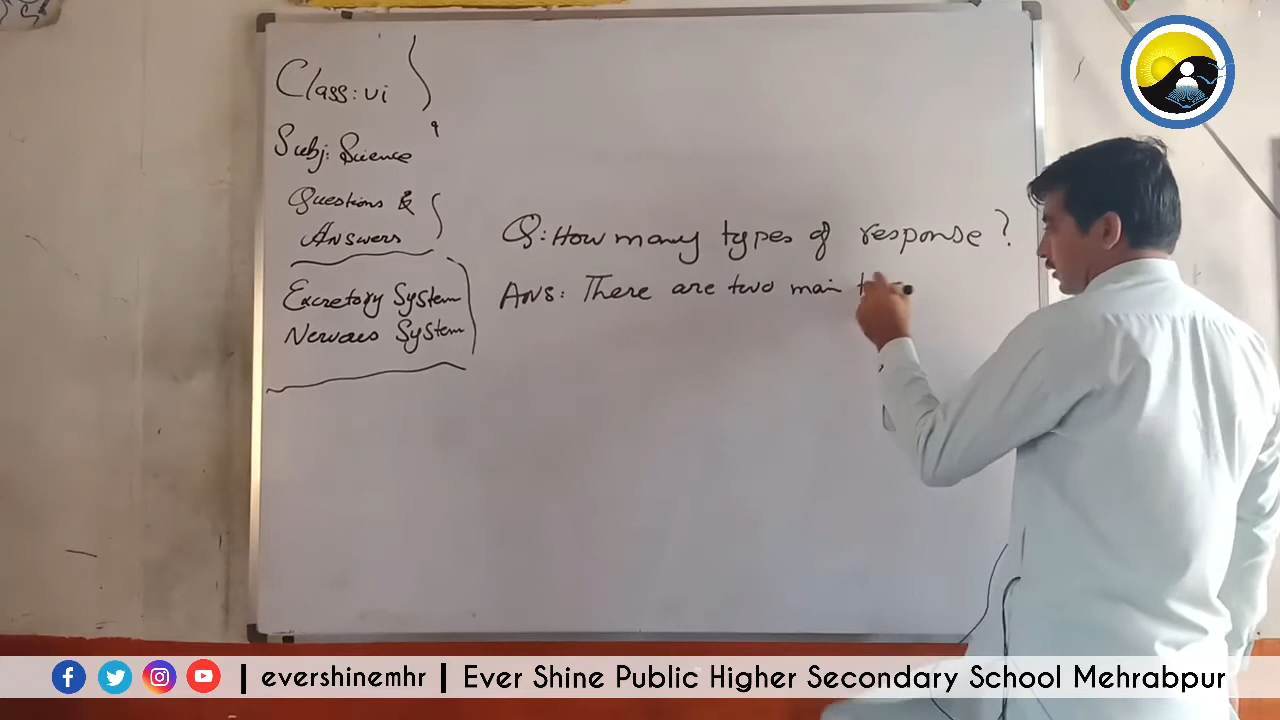 Class: vi
Subj: Science
Questions &
Answers
Excretory System
Nervoes System
Q: How many types of response?
Ans: There are two main
| evershinemhr | Ever Shine Public Higher Secondary School Mehrabpur